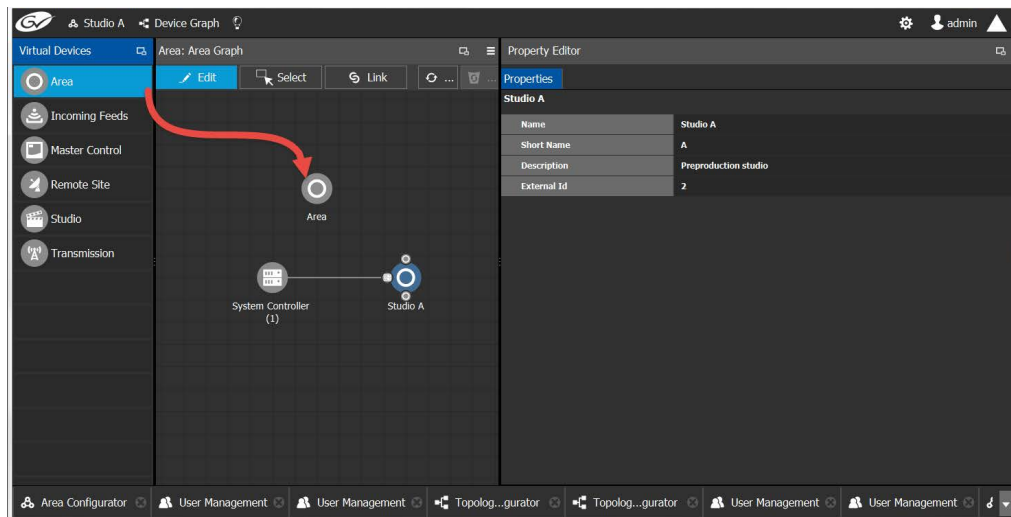 GV Studio A Device Graph admin
Virtual Devices
Area: Area Graph
Property Editor
Area
Incoming Feeds
Master Control
Remote Site
Studio
Transmission
Edit Select Link ... ...
Area
System Controller
(1)
Studio A
Properties
Studio A
Name Studio A
Short Name A
Description Preproduction studio
External Id 2
Area Configurator User Management User Management Topolog...gurator Topolog...gurator User Management User Management